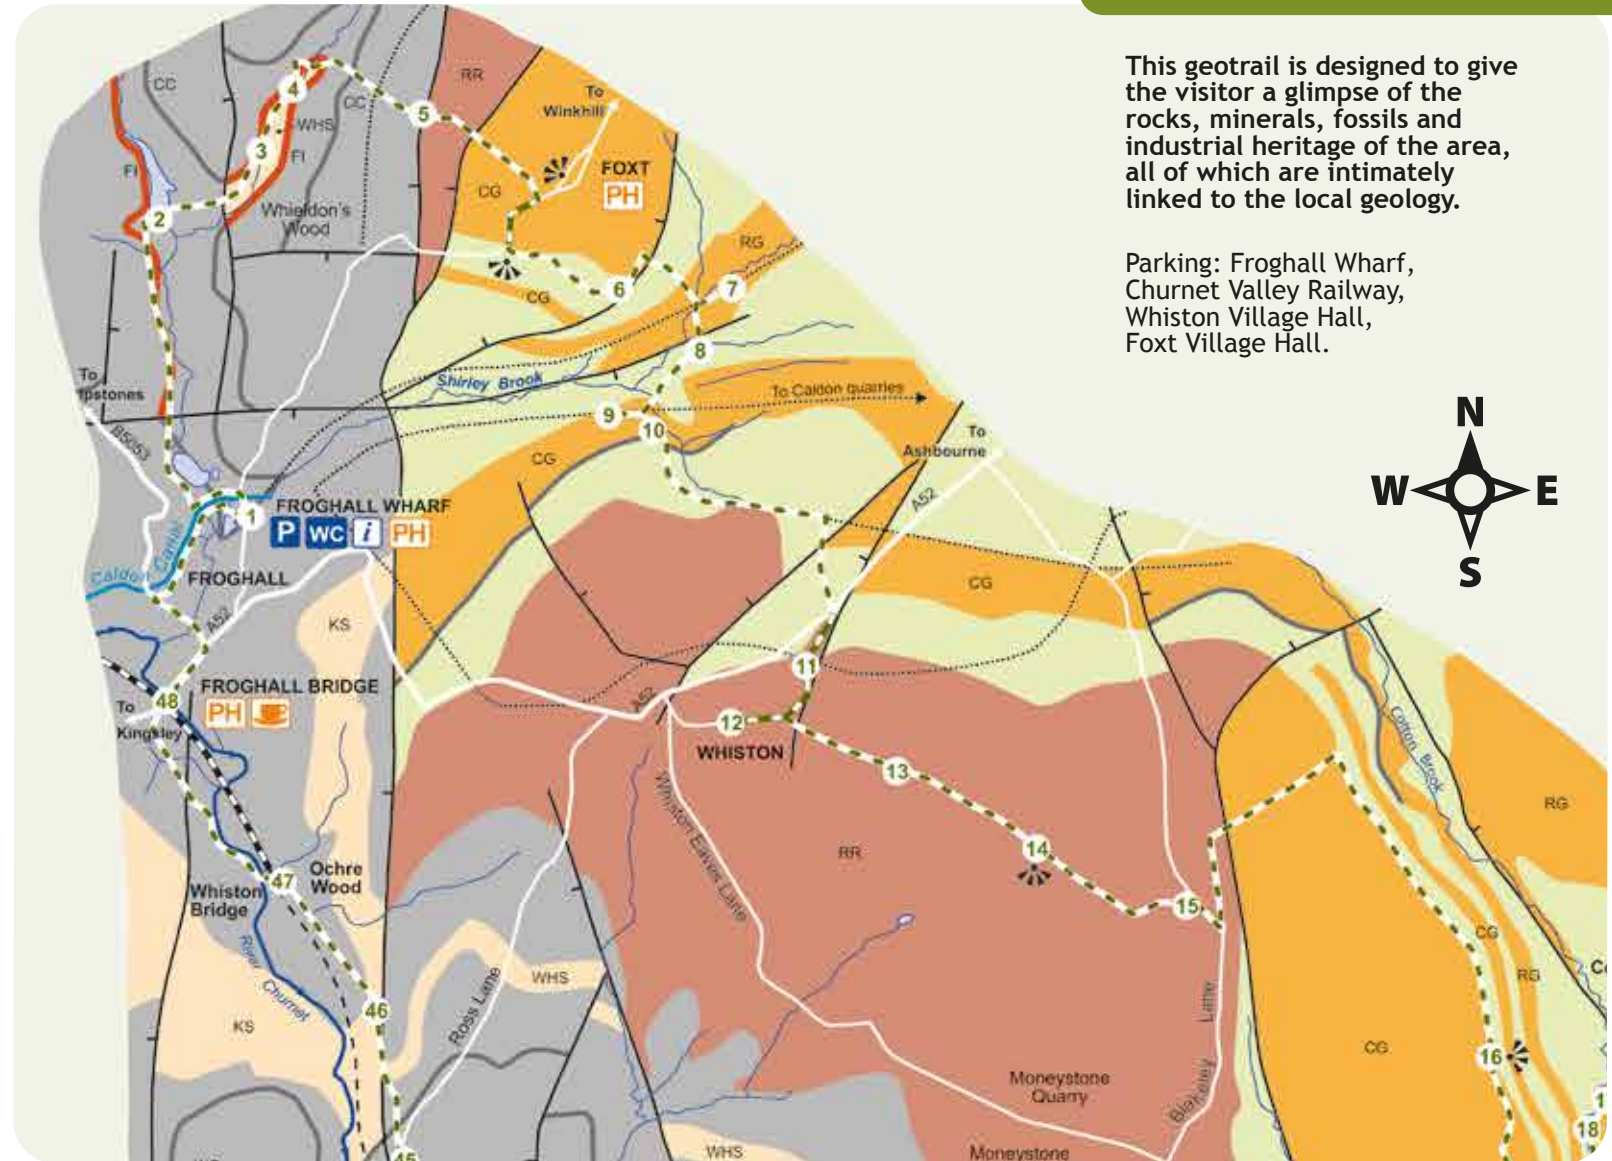 This geotrail is designed to give
the visitor a glimpse of the
rocks, minerals, fossils and
industrial heritage of the area,
all of which are intimately
linked to the local geology.
Parking: Froghall Wharf,
Churnet Valley Railway,
Whiston Village Hall,
Foxt Village Hall.
N
W
E
S
CC
4
CC
RR
To
Winkhill
5
WHS
3
FI
FI
FOXT
PH
CG
2
Whieldon's
Wood
RG
CG
6
7
8
To
Shirley Brook
To Caldon quarries
9
10
B5053
CG
To
Ashbourne
A52
1
FROGHALL WHARF
P
WC
i
PH
Caldon Canal
FROGHALL
CG
A52
KS
11
48
FROGHALL BRIDGE
PH
To
Kingsley
A52
12
WHISTON
13
Cotton Brook
RG
Whiston Eaves Lane
RR
14
Ochre
Wood
47
Whiston
Bridge
15
CG
RG
River Churnet
WHS
Ross Lane
46
KS
Blakeley Lane
CG
16
Moneystone
Quarry
18
45
WHS
Moneystone